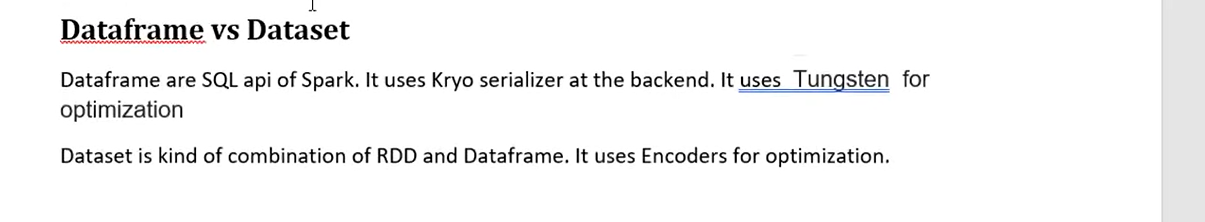 Dataframe vs Dataset
Dataframe are SQL api of Spark. It uses Kryo serializer at the backend. It uses Tungsten for
optimization
Dataset is kind of combination of RDD and Dataframe. It uses Encoders for optimization.